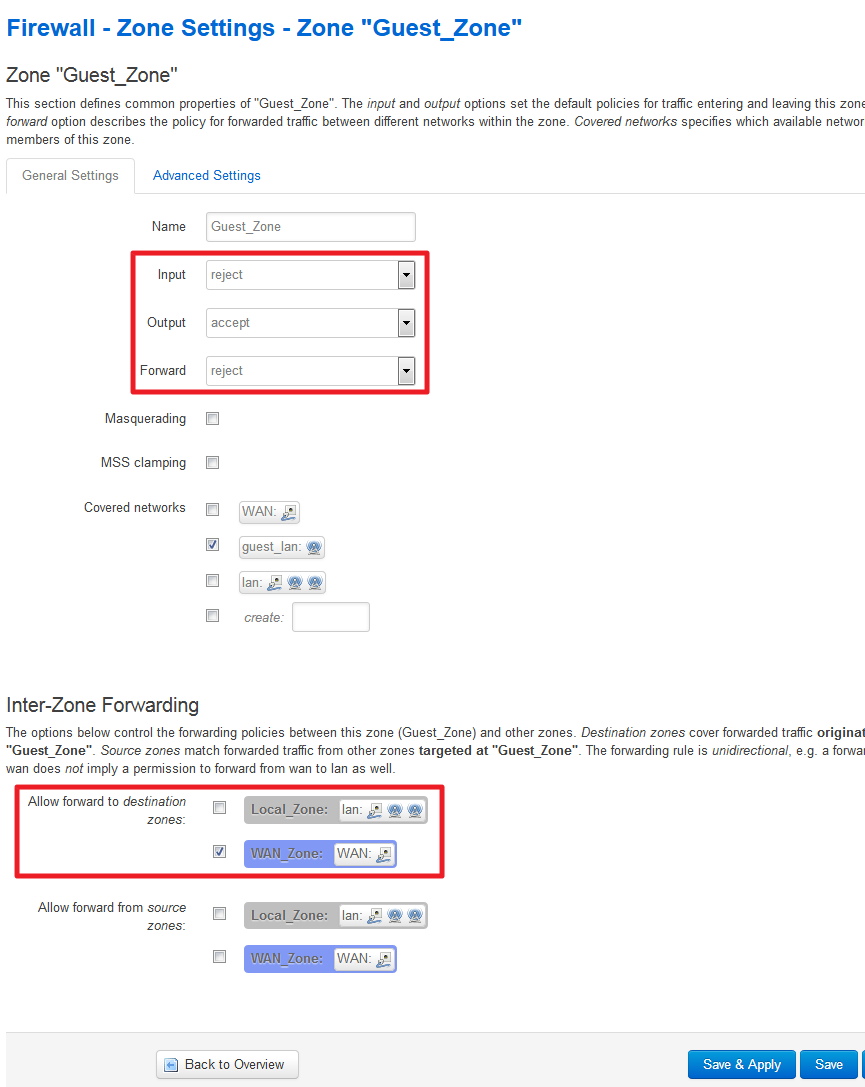 Firewall - Zone Settings - Zone "Guest_Zone"
Zone "Guest_Zone"
This section defines common properties of "Guest_Zone". The input and output options set the default policies for traffic entering and leaving this zone
forward option describes the policy for forwarded traffic between different networks within the zone. Covered networks specifies which available networ
members of this zone.
General Settings Advanced Settings
Name Guest_Zone
Input reject
Output accept
Forward reject
Masquerading
MSS clamping
Covered networks WAN:
guest_lan:
lan:
create:
Inter-Zone Forwarding
The options below control the forwarding policies between this zone (Guest_Zone) and other zones. Destination zones cover forwarded traffic originat
"Guest_Zone". Source zones match forwarded traffic from other zones targeted at "Guest_Zone". The forwarding rule is unidirectional, e.g. a forwar
wan does not imply a permission to forward from wan to lan as well.
Allow forward to destination zones: Local_Zone: lan:
WAN_Zone: WAN:
Allow forward from source zones: Local_Zone: lan:
WAN_Zone: WAN:
Back to Overview Save & Apply Save